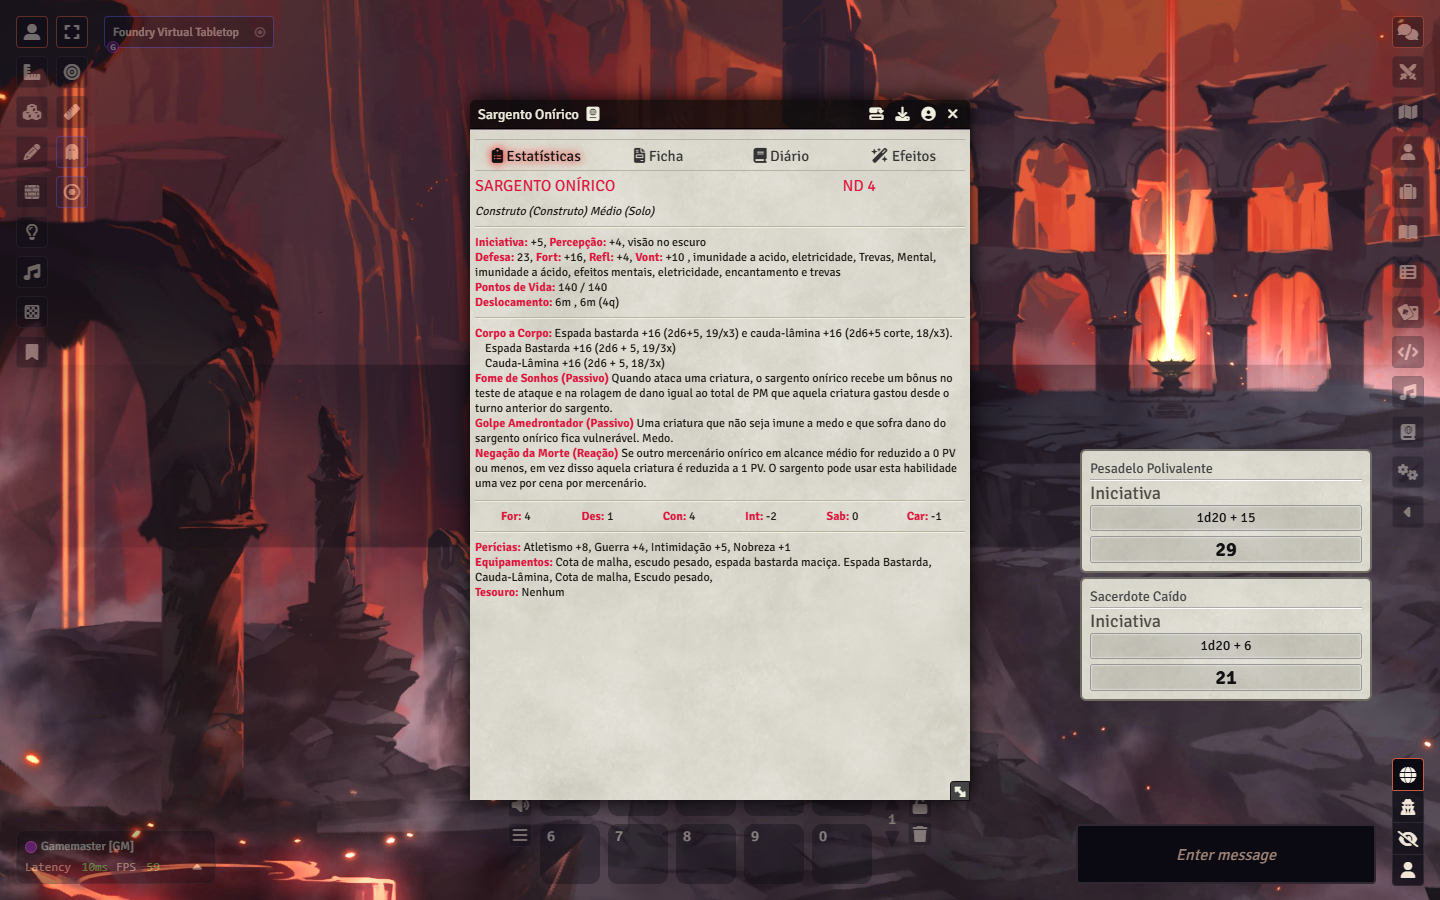 Foundry Virtual Tabletop
G
Sargento Onírico
Estatísticas
Ficha
Diário
Efeitos
SARGENTO ONÍRICO
ND 4
Construto (Construto) Médio (Solo)
Iniciativa: +5, Percepção: +4, visão no escuro
Defesa: 23, Fort: +16, Refl: +4, Vont: +10 , imunidade a acido, eletricidade, Trevas, Mental,
imunidade a ácido, efeitos mentais, eletricidade, encantamento e trevas
Pontos de Vida: 140 / 140
Deslocamento: 6m , 6m (4q)
Corpo a Corpo: Espada bastarda +16 (2d6+5, 19/x3) e cauda-lâmina +16 (2d6+5 corte, 18/x3).
Espada Bastarda +16 (2d6 + 5, 19/3x)
Cauda-Lâmina +16 (2d6 + 5, 18/3x)
Fome de Sonhos (Passivo) Quando ataca uma criatura, o sargento onírico recebe um bônus no
teste de ataque e na rolagem de dano igual ao total de PM que aquela criatura gastou desde o
turno anterior do sargento.
Golpe Amedrontador (Passivo) Uma criatura que não seja imune a medo e que sofra dano do
sargento onírico fica vulnerável. Medo.
Negação da Morte (Reação) Se outro mercenário onírico em alcance médio for reduzido a 0 PV
ou menos, em vez disso aquela criatura é reduzida a 1 PV. O sargento pode usar esta habilidade
uma vez por cena por mercenário.
For: 4 Des: 1 Con: 4 Int: -2 Sab: 0 Car: -1
Perícias: Atletismo +8, Guerra +4, Intimidação +5, Nobreza +1
Equipamentos: Cota de malha, escudo pesado, espada bastarda maciça. Espada Bastarda,
Cauda-Lâmina, Cota de malha, Escudo pesado,
Tesouro: Nenhum
Pesadelo Polivalente
Iniciativa
1d20 + 15
29
Sacerdote Caído
Iniciativa
1d20 + 6
21
6 7 8 9 0
1
Gamemaster [GM]
Latency 10ms FPS 59
Enter message